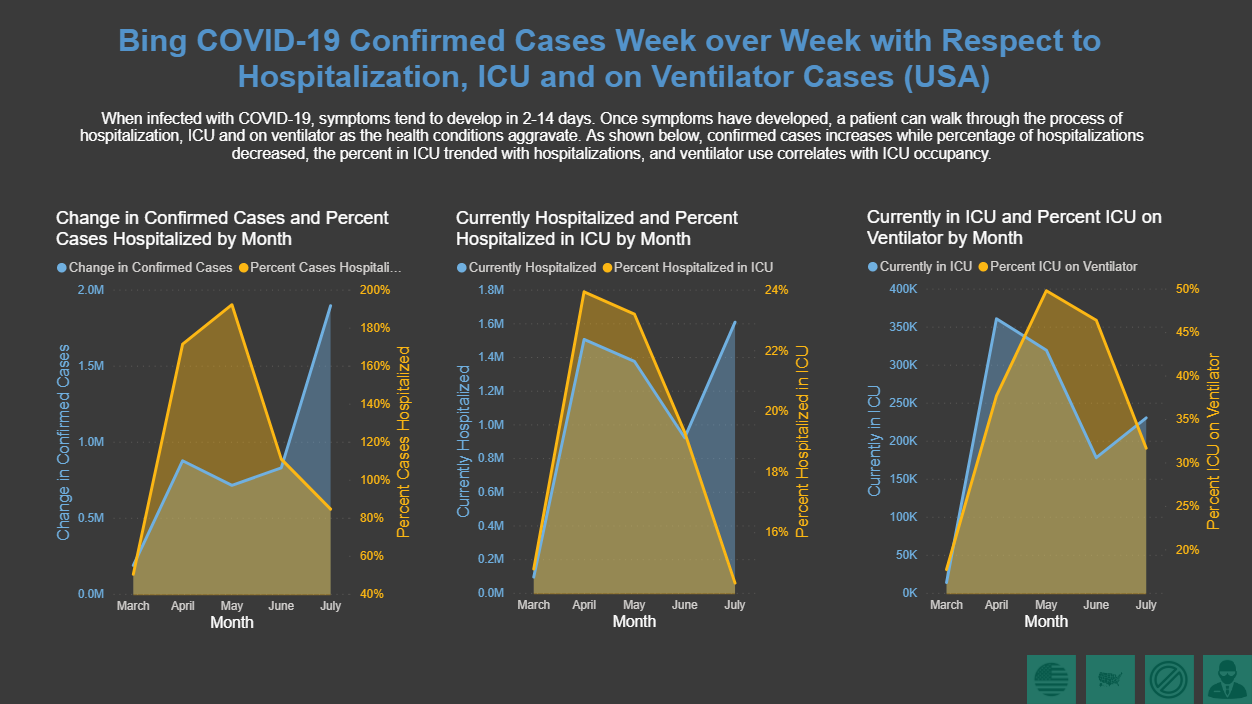 Bing COVID-19 Confirmed Cases Week over Week with Respect to
Hospitalization, ICU and on Ventilator Cases (USA)
When infected with COVID-19, symptoms tend to develop in 2-14 days. Once symptoms have developed, a patient can walk through the process of
hospitalization, ICU and on ventilator as the health conditions aggravate. As shown below, confirmed cases increases while percentage of hospitalizations
decreased, the percent in ICU trended with hospitalizations, and ventilator use correlates with ICU occupancy.
Change in Confirmed Cases and Percent
Cases Hospitalized by Month
Change in Confirmed Cases
Percent Cases Hospitali...
2.0M
1.5M
1.0M
0.5M
0.0M
Change in Confirmed Cases
200%
180%
160%
140%
120%
100%
80%
60%
40%
Percent Cases Hospitalized
March April May June July
Month
Currently Hospitalized and Percent
Hospitalized in ICU by Month
Currently Hospitalized
Percent Hospitalized in ICU
1.8M
1.6M
1.4M
1.2M
1.0M
0.8M
0.6M
0.4M
0.2M
0.0M
Currently Hospitalized
24%
22%
20%
18%
16%
Percent Hospitalized in ICU
March April May June July
Month
Currently in ICU and Percent ICU on
Ventilator by Month
Currently in ICU
Percent ICU on Ventilator
400K
350K
300K
250K
200K
150K
100K
50K
0K
Currently in ICU
50%
45%
40%
35%
30%
25%
20%
Percent ICU on Ventilator
March April May June July
Month